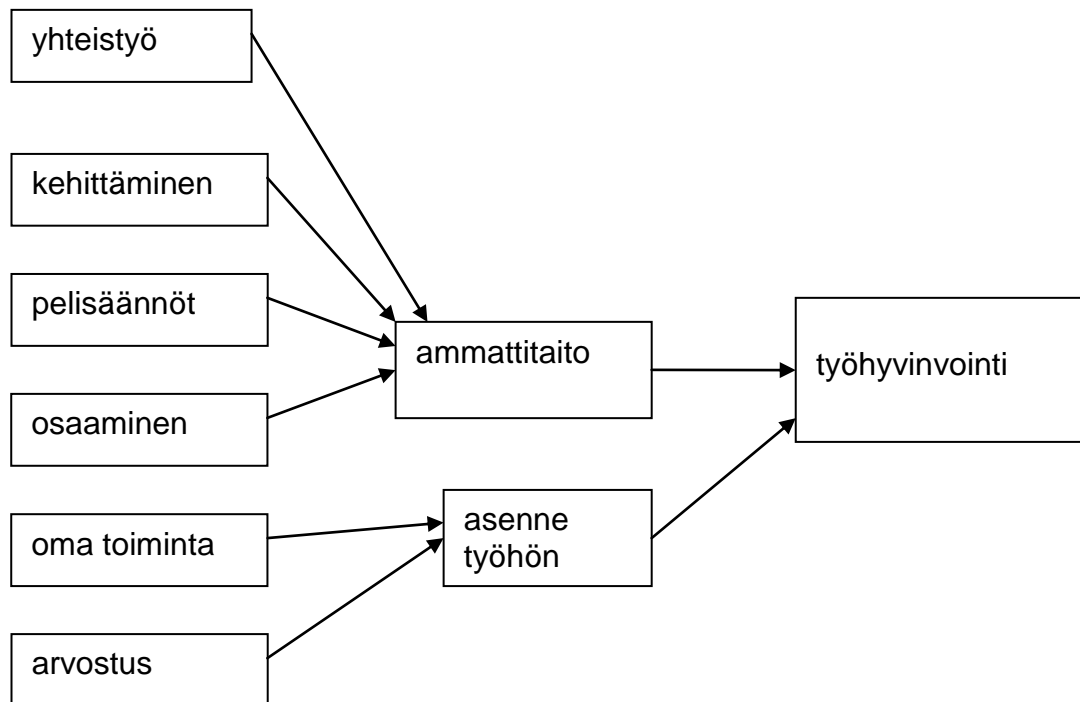 yhteistyö
kehittäminen
pelisäännöt
osaaminen
oma toiminta
arvostus
ammattitaito
asenne
työhön
työhyvinvointi